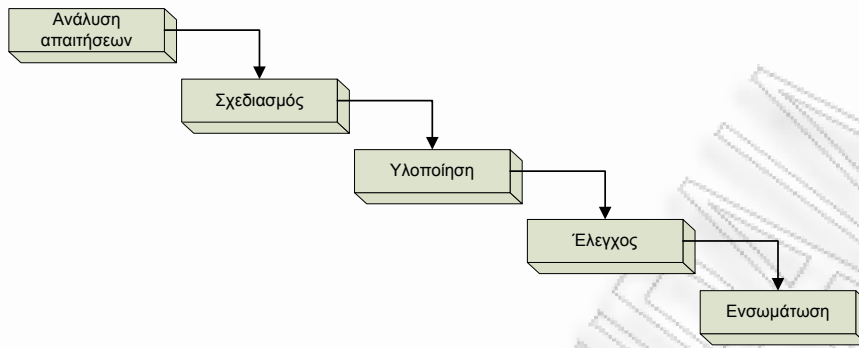 Ανάλυση
απαιτήσεων
Σχεδιασμός
Υλοποίηση
Έλεγχος
Ενσωμάτωση